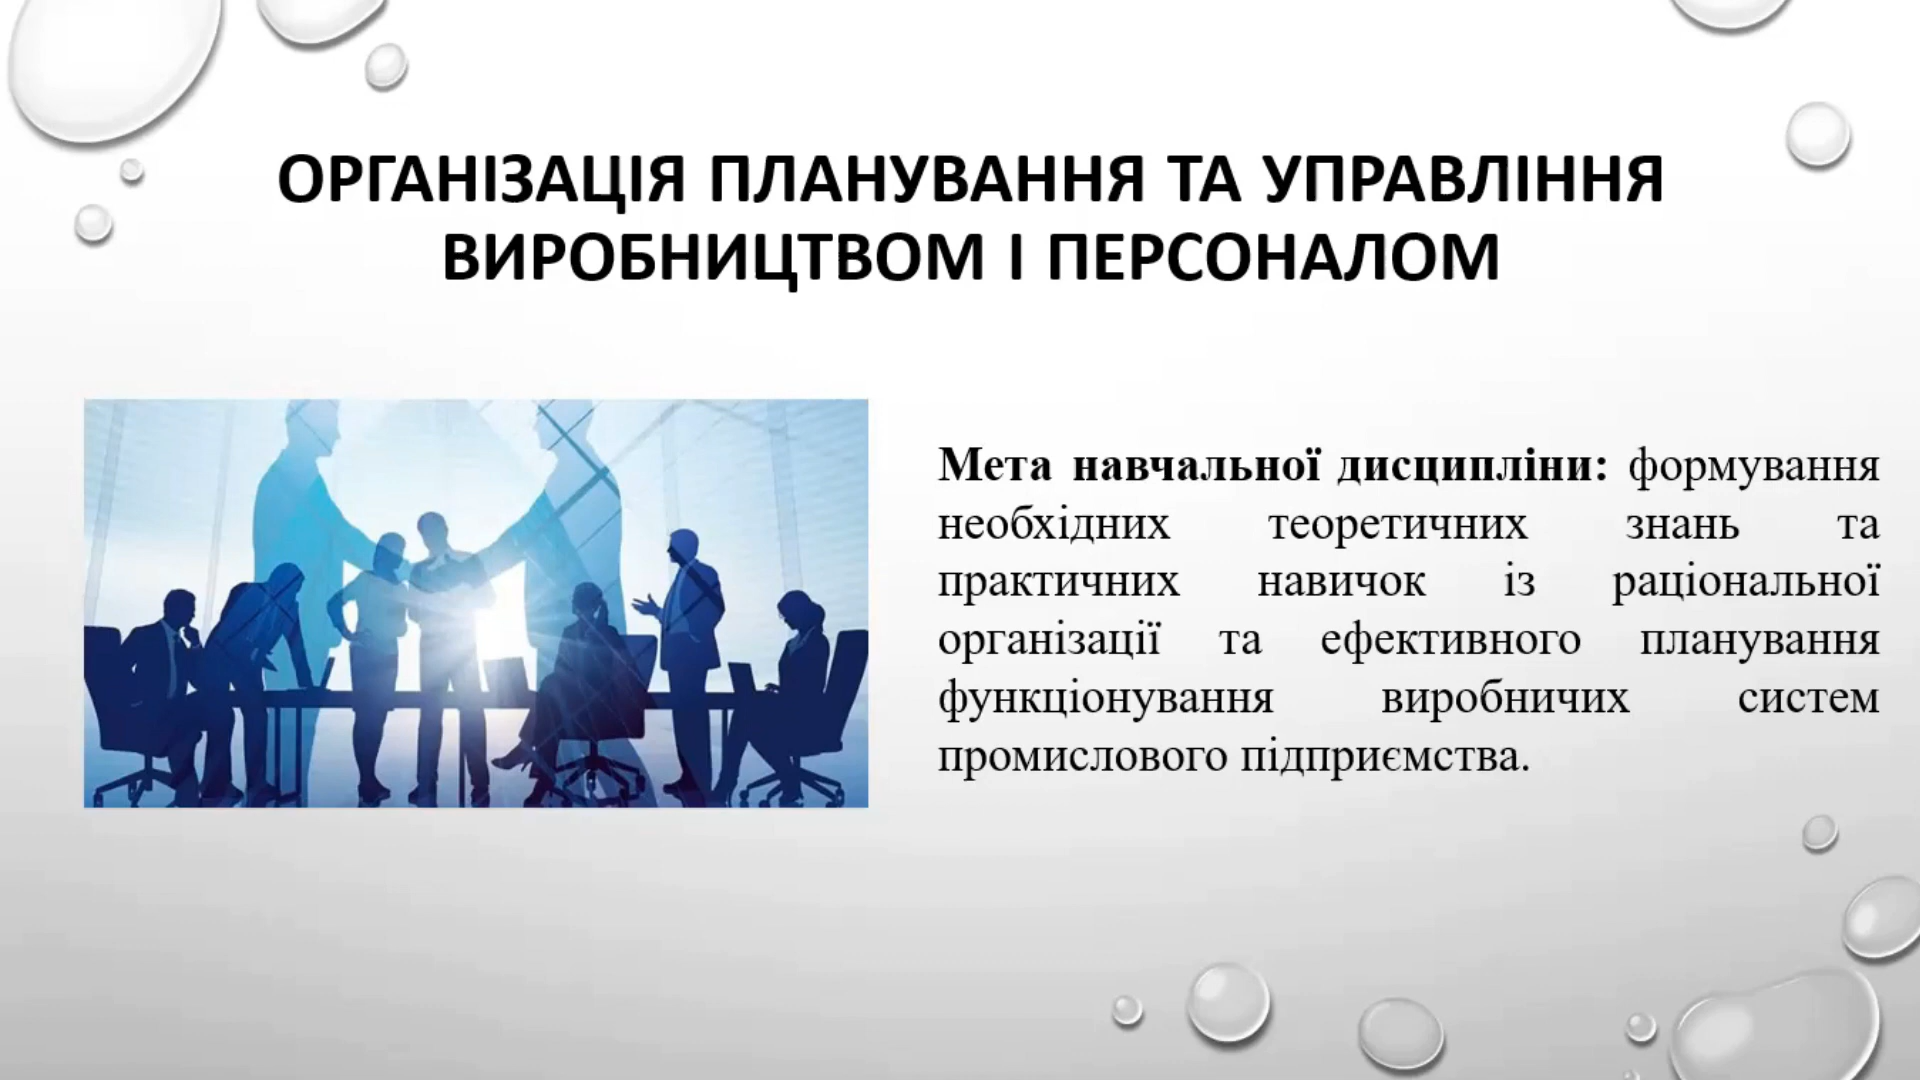 ОРГАНІЗАЦІЯ ПЛАНУВАННЯ ТА УПРАВЛІННЯ
ВИРОБНИЦТВОМ І ПЕРСОНАЛОМ
Мета навчальної дисципліни: формування
необхідних теоретичних знань та
практичних навичок із раціональної
організації та ефективного планування
функціонування виробничих систем
промислового підприємства.